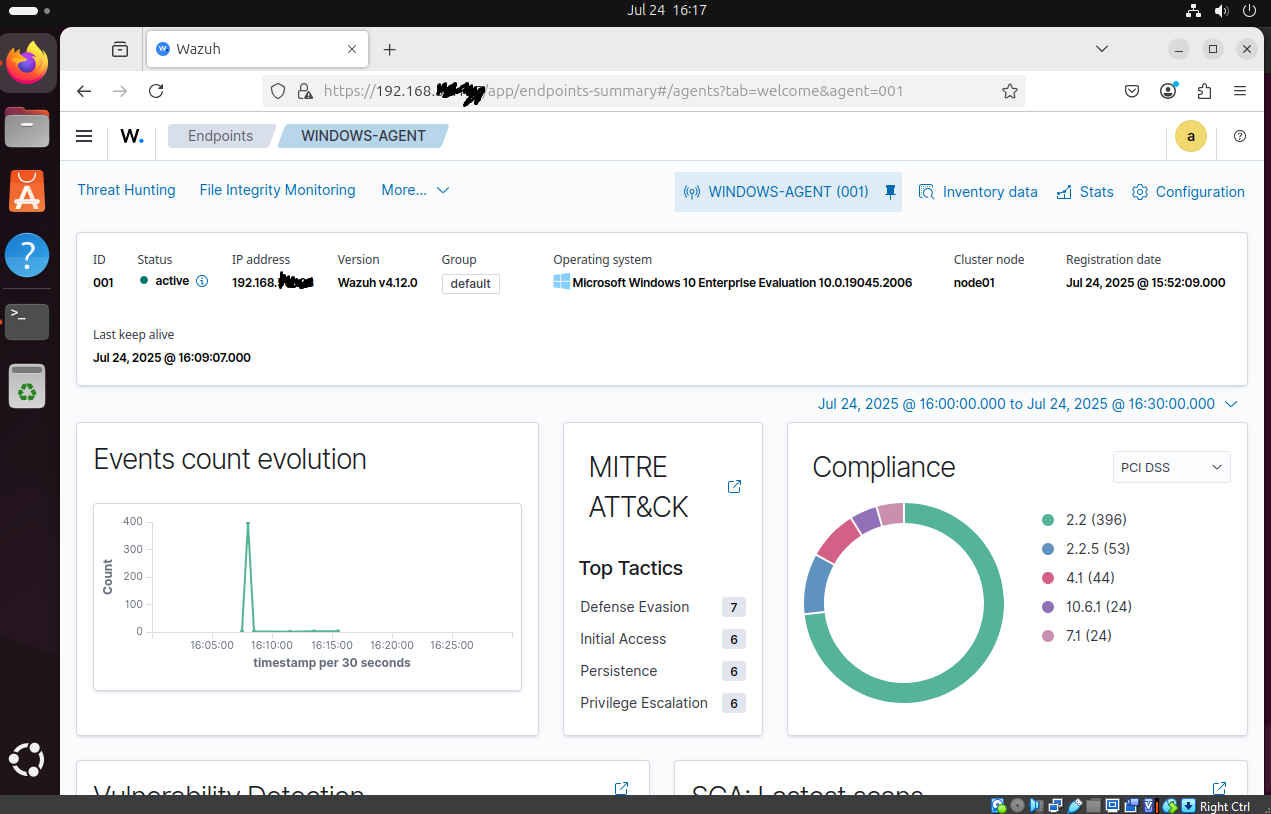 Jul 24 16:17
Wazuh
https://192.168. /app/endpoints-summary#/agents?tab=welcome&agent=001
W. Endpoints WINDOWS-AGENT a
Threat Hunting File Integrity Monitoring More... WINDOWS-AGENT (001) Inventory data Stats Configuration
ID Status IP address Version Group Operating system Cluster node Registration date
001 active 192.168. Wazuh v4.12.0 default Microsoft Windows 10 Enterprise Evaluation 10.0.19045.2006 node01 Jul 24, 2025 @ 15:52:09.000
Last keep alive
Jul 24, 2025 @ 16:09:07.000
Jul 24, 2025 @ 16:00:00.000 to Jul 24, 2025 @ 16:30:00.000
Events count evolution
400
300
200
100
0
Count
16:05:00 16:10:00 16:15:00 16:20:00 16:25:00
timestamp per 30 seconds
MITRE
ATT&CK
Top Tactics
Defense Evasion 7
Initial Access 6
Persistence 6
Privilege Escalation 6
Compliance
PCI DSS
2.2 (396)
2.2.5 (53)
4.1 (44)
10.6.1 (24)
7.1 (24)
Vulnerability Detection
SCA: Lastest scans
Right Ctrl